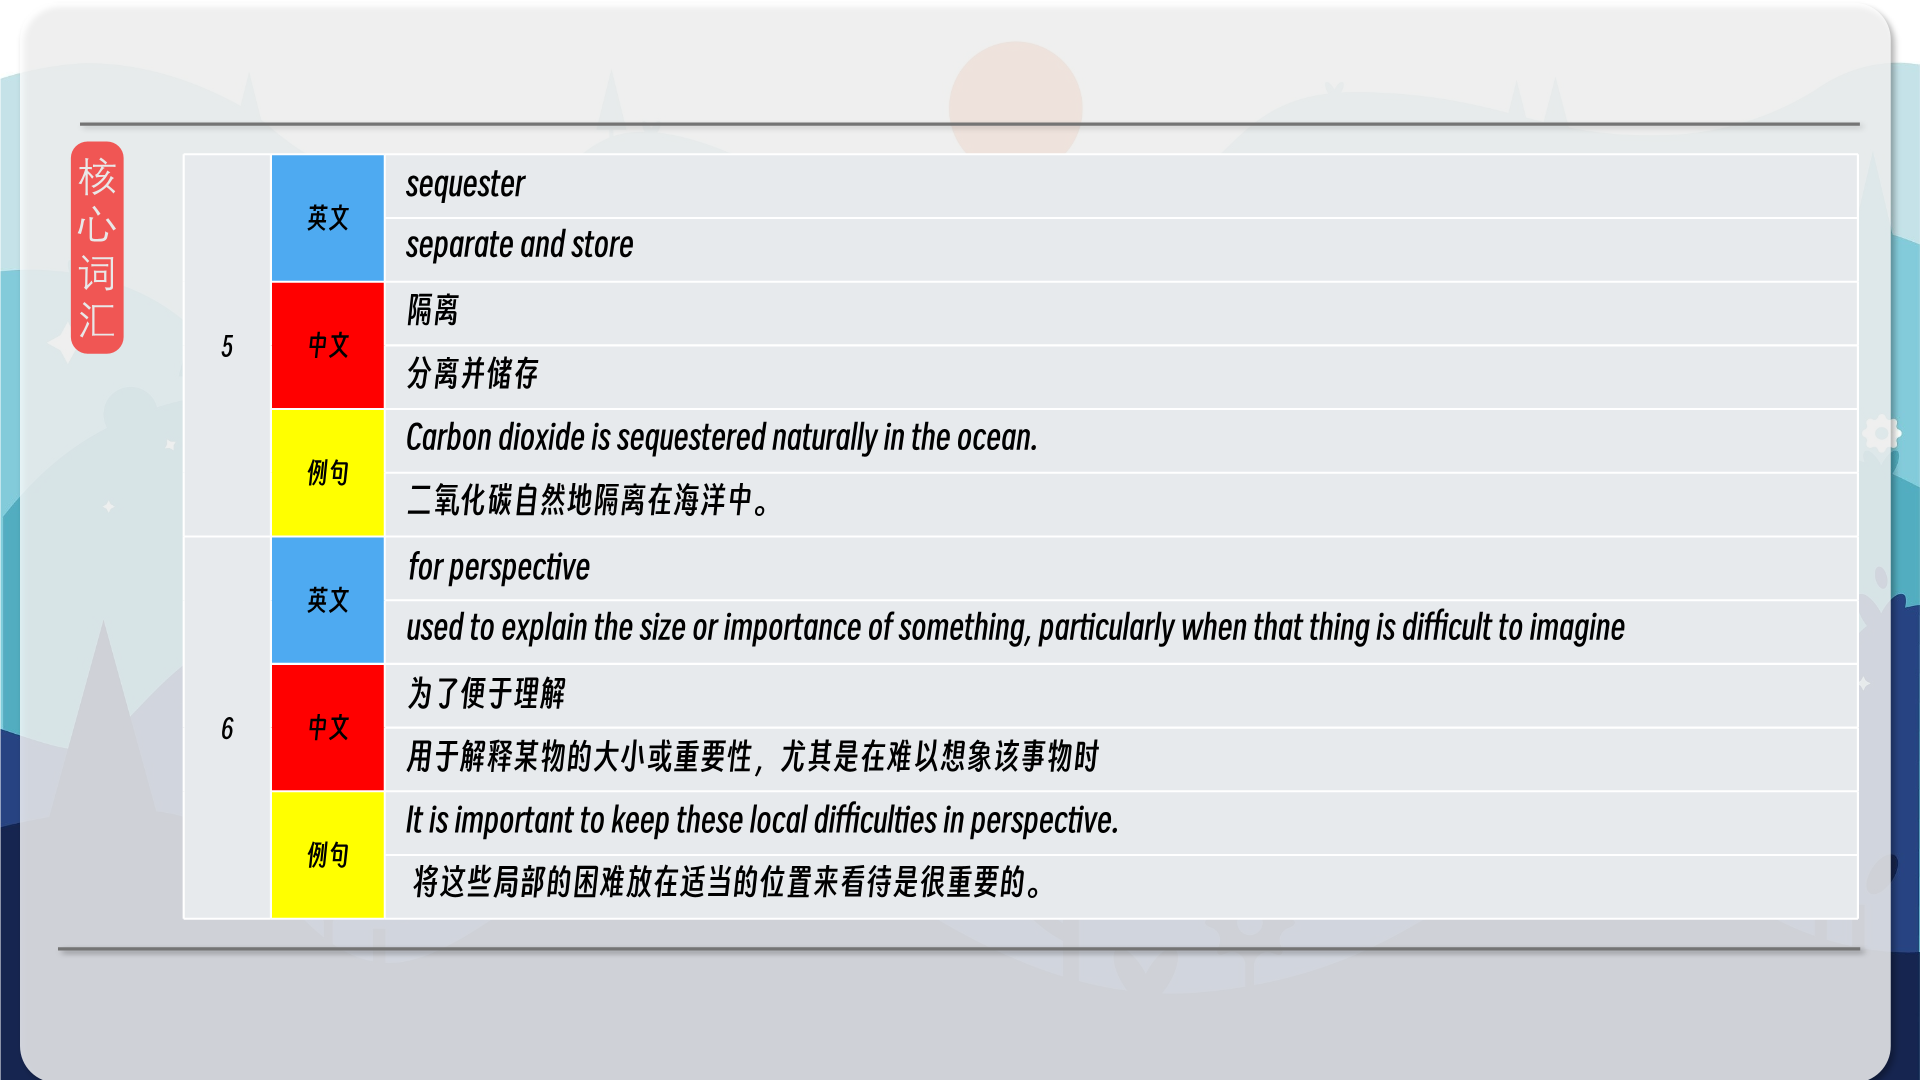 核心词汇
5
英文
sequester
separate and store
中文
隔离
分离并储存
例句
Carbon dioxide is sequestered naturally in the ocean.
二氧化碳自然地隔离在海洋中。
6
英文
for perspective
used to explain the size or importance of something, particularly when that thing is difficult to imagine
中文
为了便于理解
用于解释某物的大小或重要性，尤其是在难以想象该事物时
例句
It is important to keep these local difficulties in perspective.
将这些局部的困难放在适当的位置来看待是很重要的。